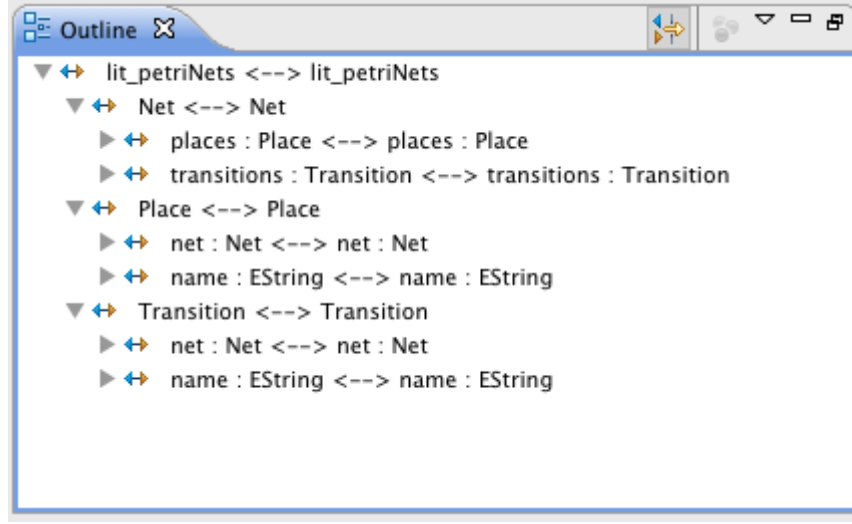 Outline
lit_petriNets <--> lit_petriNets
Net <--> Net
places : Place <--> places : Place
transitions : Transition <--> transitions : Transition
Place <--> Place
net : Net <--> net : Net
name : EString <--> name : EString
Transition <--> Transition
net : Net <--> net : Net
name : EString <--> name : EString